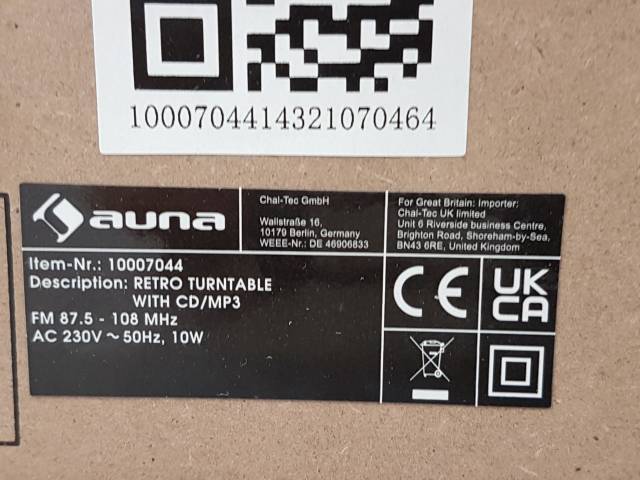 1000704414321070464
auna
Chal-Tec GmbH
Wallstraße 16,
10179 Berlin, Germany
WEEE-Nr.: DE 46906833
For Great Britain: Importer:
Chal-Tec UK limited
Unit 6 Riverside business Centre,
Brighton Road, Shoreham-by-Sea,
BN43 6RE, United Kingdom
Item-Nr.: 10007044
Description: RETRO TURNTABLE
WITH CD/MP3
FM 87.5 - 108 MHz
AC 230V ~ 50Hz, 10W
CE
UK
CA